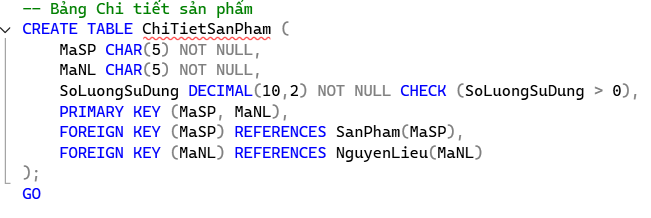 -- Bảng Chi tiết sản phẩm
CREATE TABLE ChiTietSanPham (
    MaSP CHAR(5) NOT NULL,
    MaNL CHAR(5) NOT NULL,
    SoLuongSuDung DECIMAL(10,2) NOT NULL CHECK (SoLuongSuDung > 0),
    PRIMARY KEY (MaSP, MaNL),
    FOREIGN KEY (MaSP) REFERENCES SanPham(MaSP),
    FOREIGN KEY (MaNL) REFERENCES NguyenLieu(MaNL)
);
GO